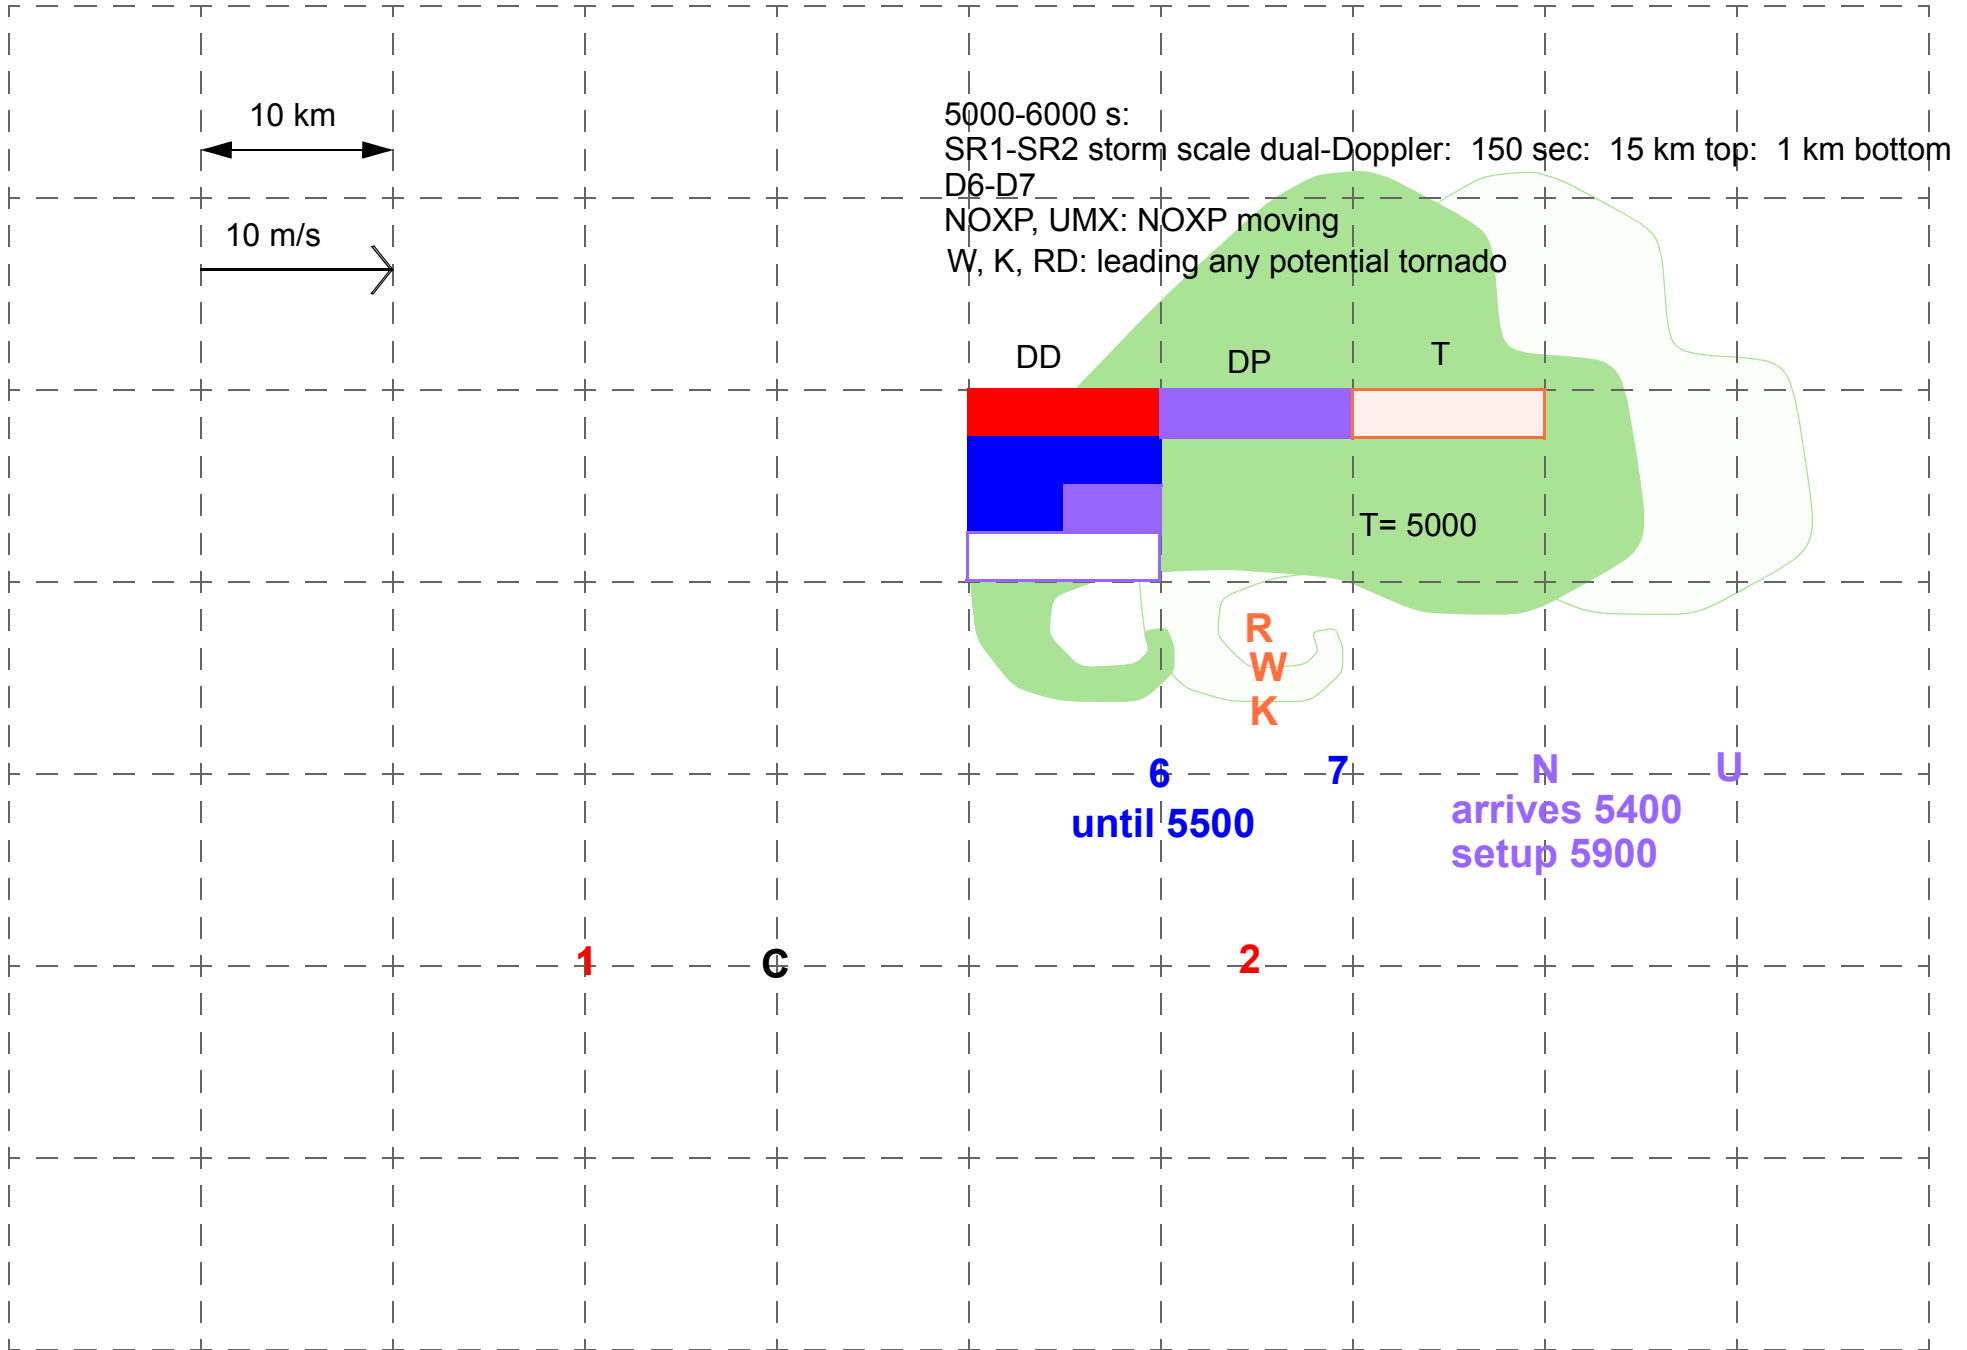 10 km
10 m/s
5000-6000 s:
SR1-SR2 storm scale dual-Doppler: 150 sec: 15 km top: 1 km bottom
D6-D7
NOXP, UMX: NOXP moving
W, K, RD: leading any potential tornado
DD
DP
T
T= 5000
R
W
K
6
7
N
U
until 5500
arrives 5400
setup 5900
1
C
2